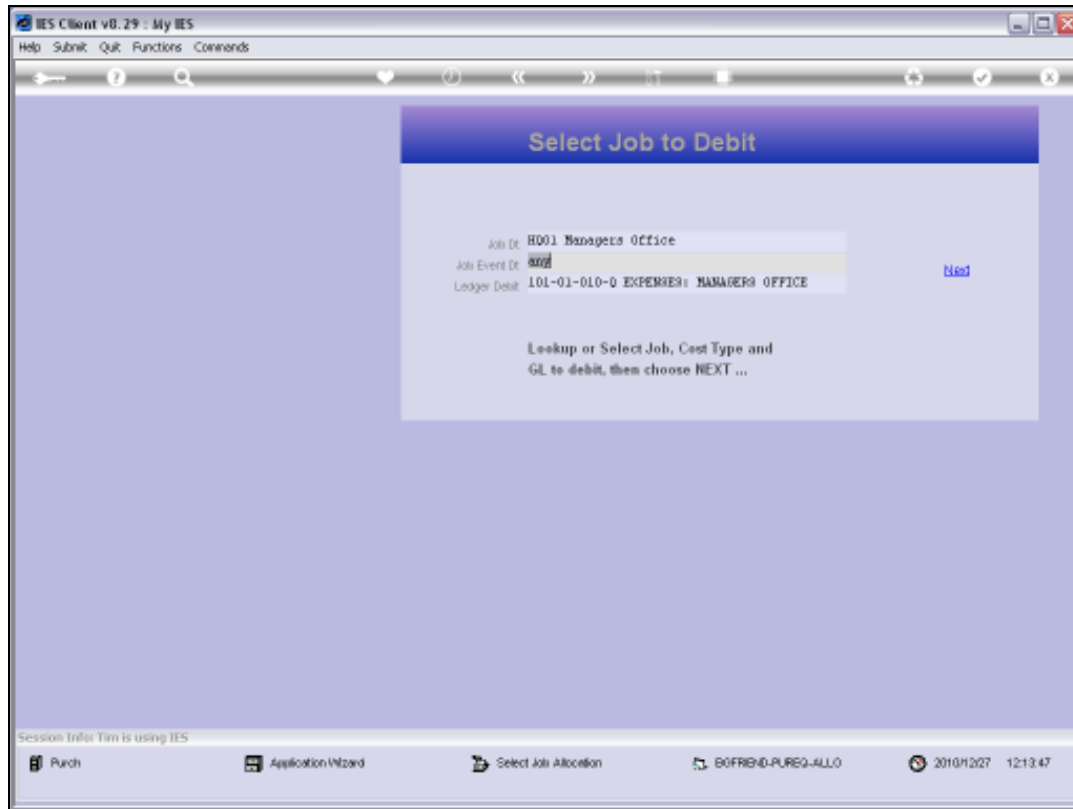 IES Client v8.29 : My IES
Help Submit Quit Functions Commands
Select Job to Debit
Job Dt H001 Managers Office
Job Event Dt any
Next
Ledger Debit 101-01-010-Q EXPENSES: MANAGERS OFFICE
Lookup or Select Job, Cost Type and
GL to debit, then choose NEXT ...
Session Info: Tim is using IES
Purch Application Wizard Select Job Allocation BGFRIEND-PUREQ-ALLO 2010/12/27 12:13:47